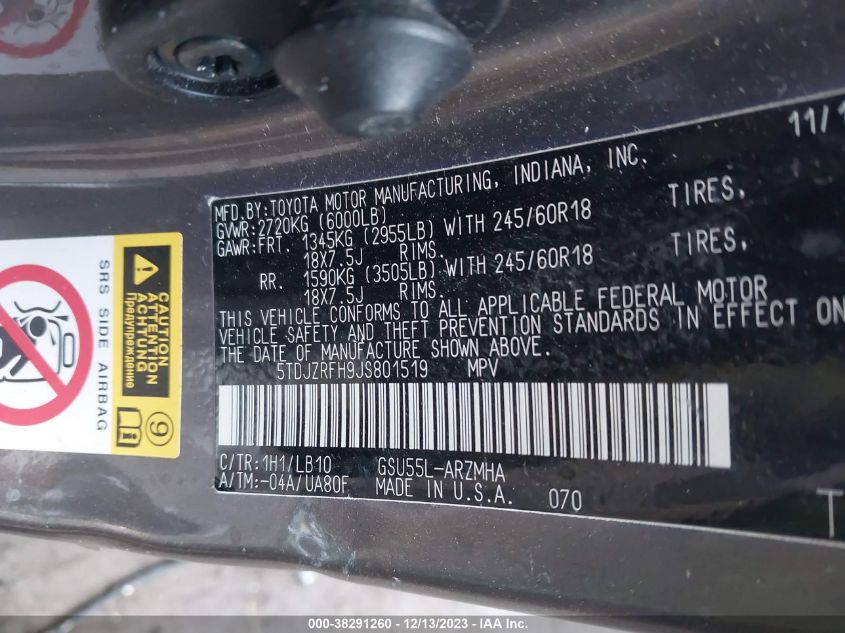 11/1
MFD.BY:TOYOTA MOTOR MANUFACTURING, INDIANA, INC.
GVWR:2720KG (6000LB)
GAWR:FRT. 1345KG (2955LB) WITH 245/60R18 TIRES,
18X7.5J RIMS.
RR. 1590KG (3505LB) WITH 245/60R18 TIRES,
18X7.5J RIMS.
THIS VEHICLE CONFORMS TO ALL APPLICABLE FEDERAL MOTOR
VEHICLE SAFETY AND THEFT PREVENTION STANDARDS IN EFFECT ON
THE DATE OF MANUFACTURE SHOWN ABOVE.
5TDJZRFH9JS801519 MPV
C/TR:1H1/LB10 GSU55L-ARZMHA
A/TM:-04A/UA80F MADE IN U.S.A. 070
T
SRS SIDE AIRBAG
CAUTION
ATTENTION
ACHTUNG
Предупреждение
i
9
000-38291260 - 12/13/2023 - IAA Inc.